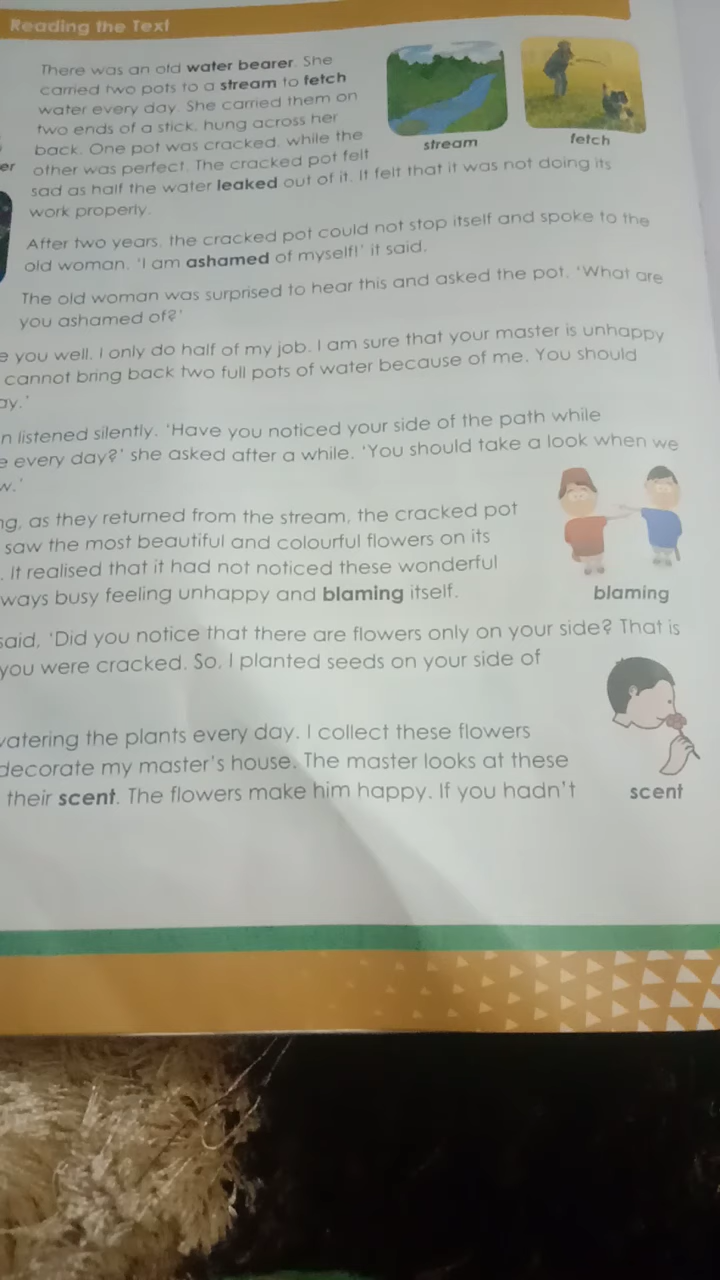 Reading the Text
There was an old water bearer. She
carried two pots to a stream to fetch
water every day. She carried them on
two ends of a stick, hung across her
back. One pot was cracked, while the
other was perfect. The cracked pot felt
sad as half the water leaked out of it. It felt that it was not doing its
work properly.
stream
fetch
er
After two years, the cracked pot could not stop itself and spoke to the
old woman. 'I am ashamed of myself!' it said.
The old woman was surprised to hear this and asked the pot, 'What are
you ashamed of?'
e you well. I only do half of my job. I am sure that your master is unhappy
cannot bring back two full pots of water because of me. You should
ay.'
n listened silently. 'Have you noticed your side of the path while
e every day?' she asked after a while. 'You should take a look when we
w.'
ng, as they returned from the stream, the cracked pot
saw the most beautiful and colourful flowers on its
. It realised that it had not noticed these wonderful
ways busy feeling unhappy and blaming itself.
blaming
said, 'Did you notice that there are flowers only on your side? That is
you were cracked. So, I planted seeds on your side of
watering the plants every day. I collect these flowers
decorate my master's house. The master looks at these
their scent. The flowers make him happy. If you hadn't
scent